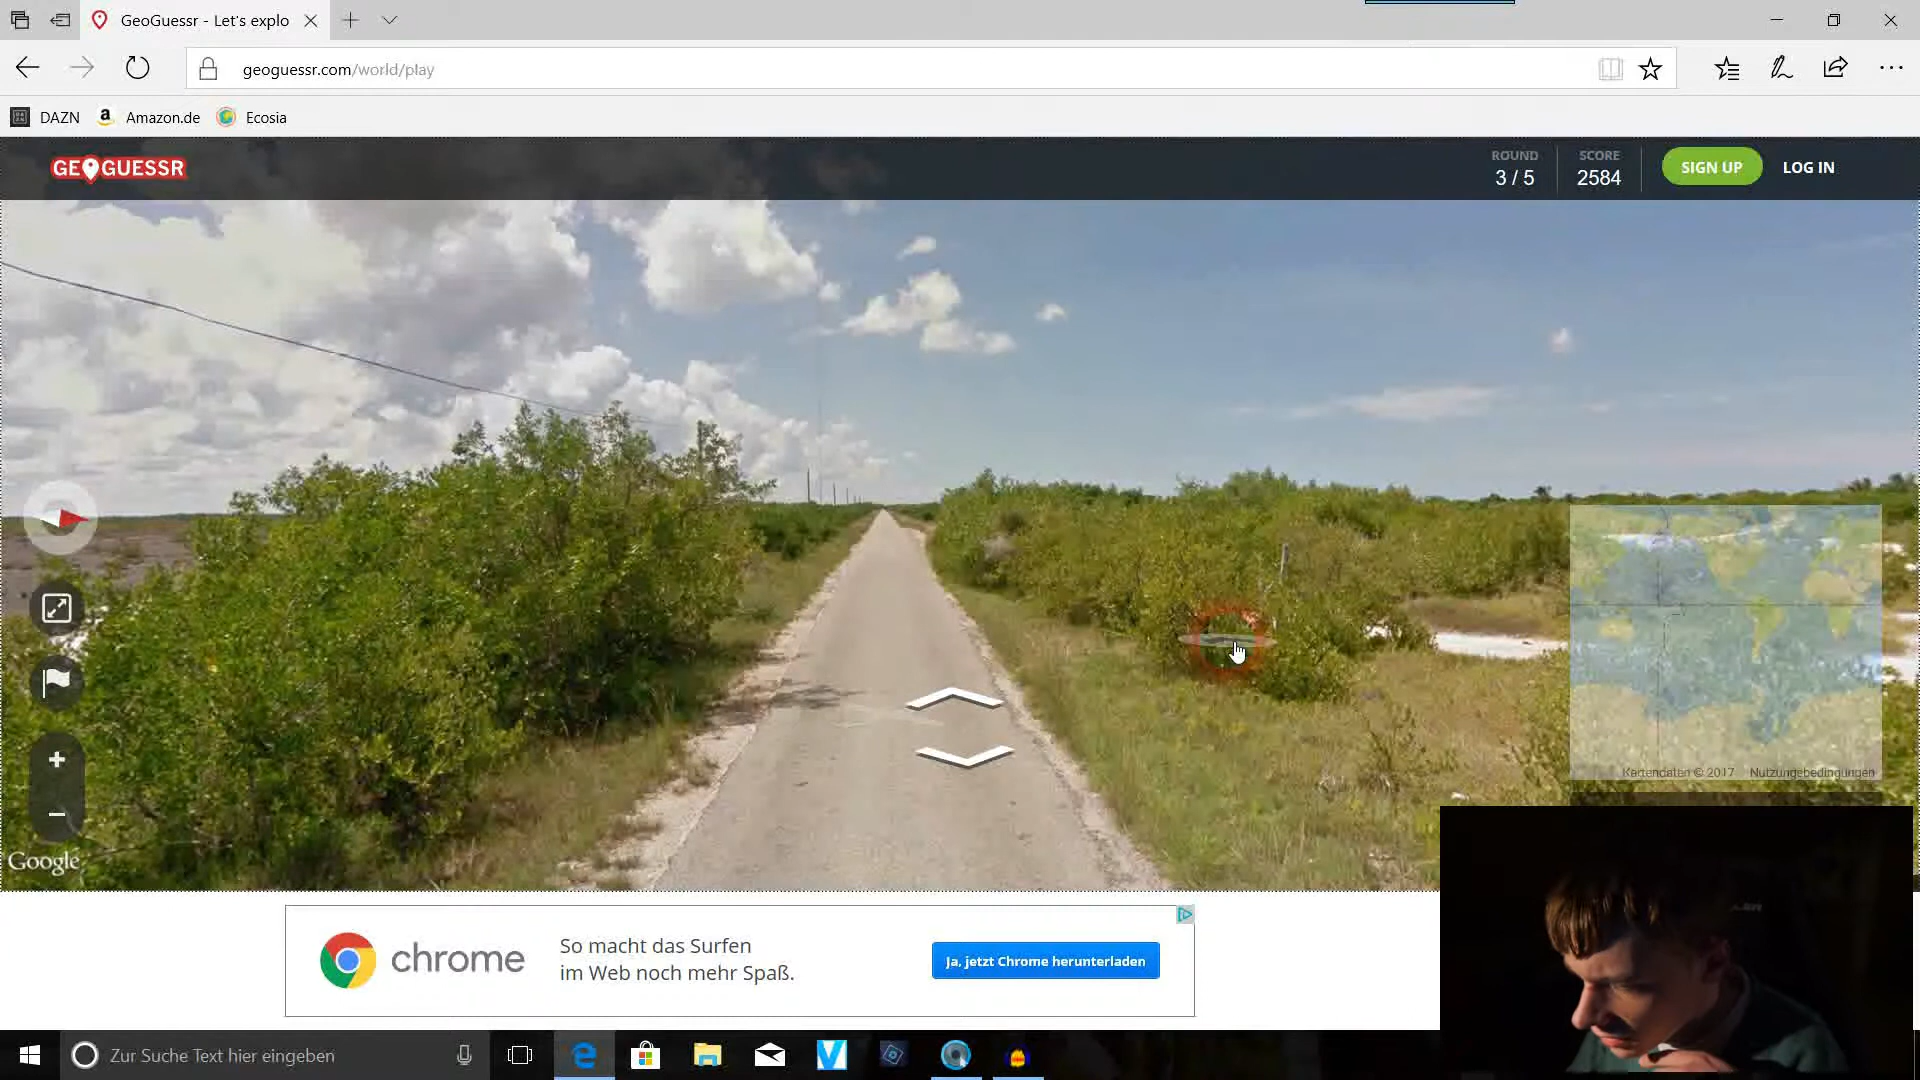 GeoGuessr - Let's explo
geoguessr.com/world/play
DAZN
Amazon.de
Ecosia
GEOGUESSR
ROUND
3 / 5
SCORE
2584
SIGN UP
LOG IN
Kartendaten © 2017
Nutzungsbedingungen
Google
chrome
So macht das Surfen
im Web noch mehr Spaß.
Ja, jetzt Chrome herunterladen
Zur Suche Text hier eingeben